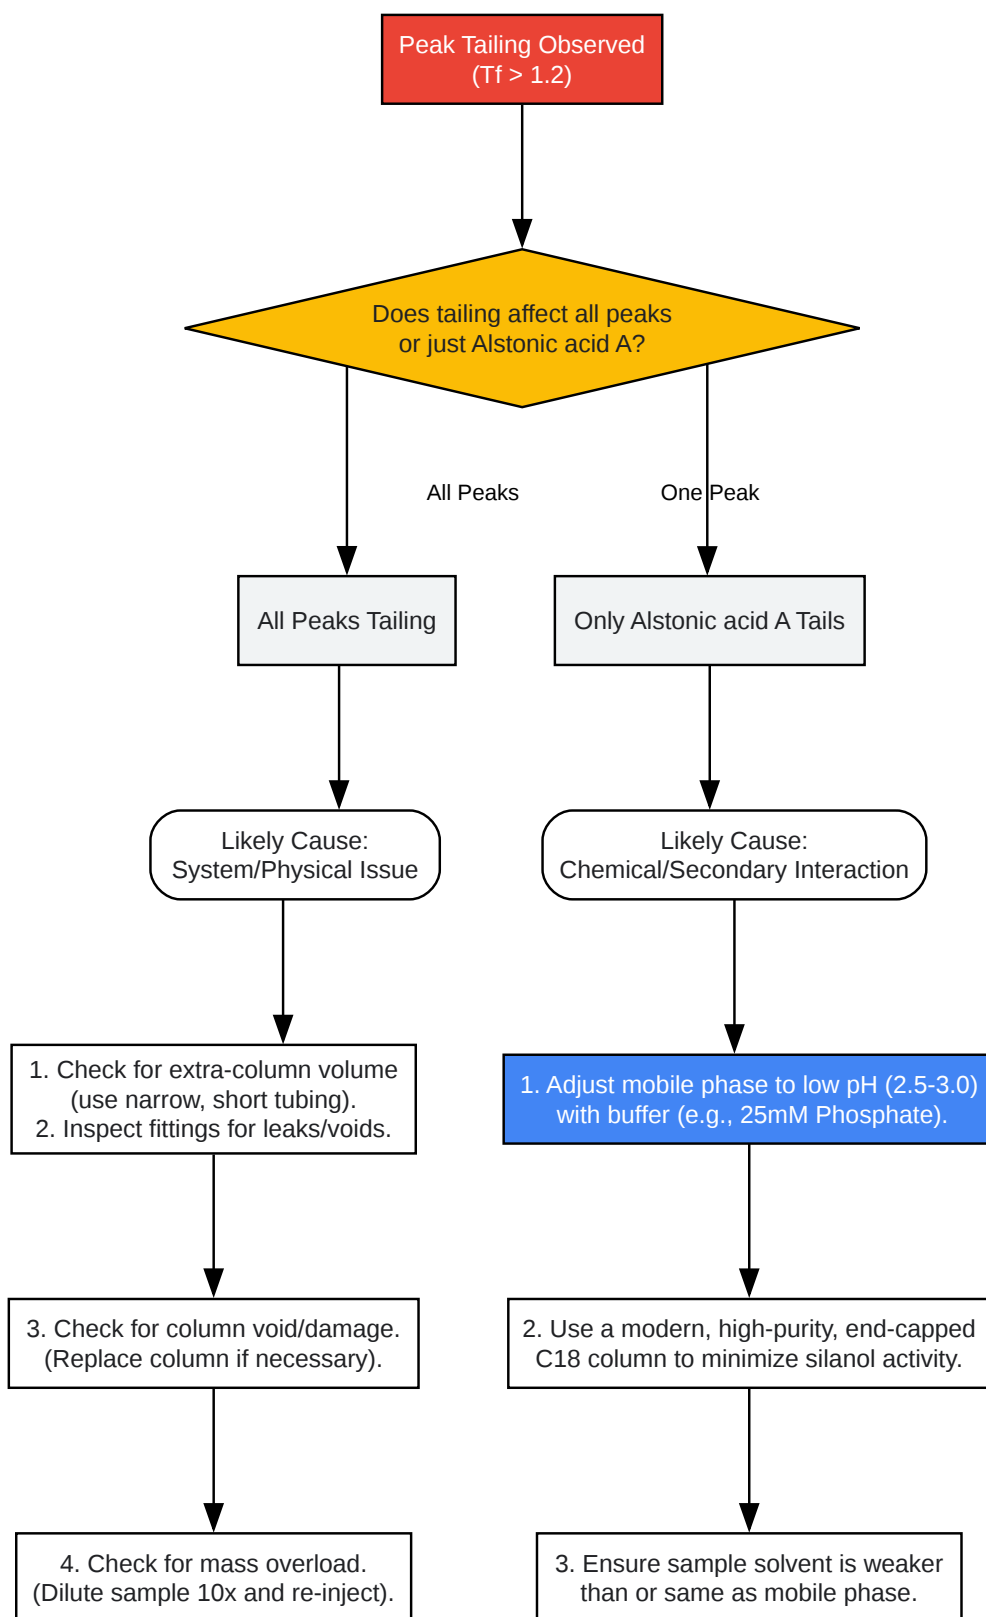 Peak Tailing Observed
(Tf > 1.2)
Does tailing affect all peaks
or just Alstonic acid A?
All Peaks
One Peak
All Peaks Tailing
Only Alstonic acid A Tails
Likely Cause:
System/Physical Issue
Likely Cause:
Chemical/Secondary Interaction
1. Check for extra-column volume
(use narrow, short tubing).
2. Inspect fittings for leaks/voids.
1. Adjust mobile phase to low pH (2.5-3.0)
with buffer (e.g., 25mM Phosphate).
3. Check for column void/damage.
(Replace column if necessary).
2. Use a modern, high-purity, end-capped
C18 column to minimize silanol activity.
4. Check for mass overload.
(Dilute sample 10x and re-inject).
3. Ensure sample solvent is weaker
than or same as mobile phase.